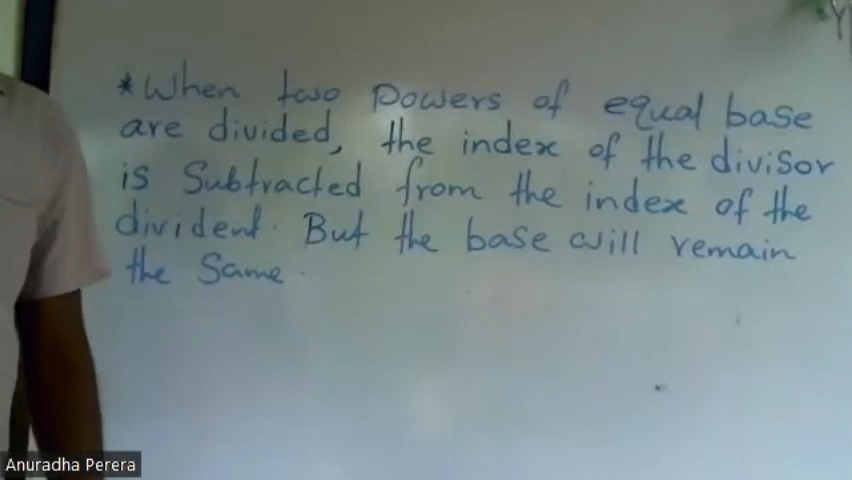 *When two powers of equal base
are divided, the index of the divisor
is Subtracted from the index of the
divident. But the base will remain
the Same.
Anuradha Perera